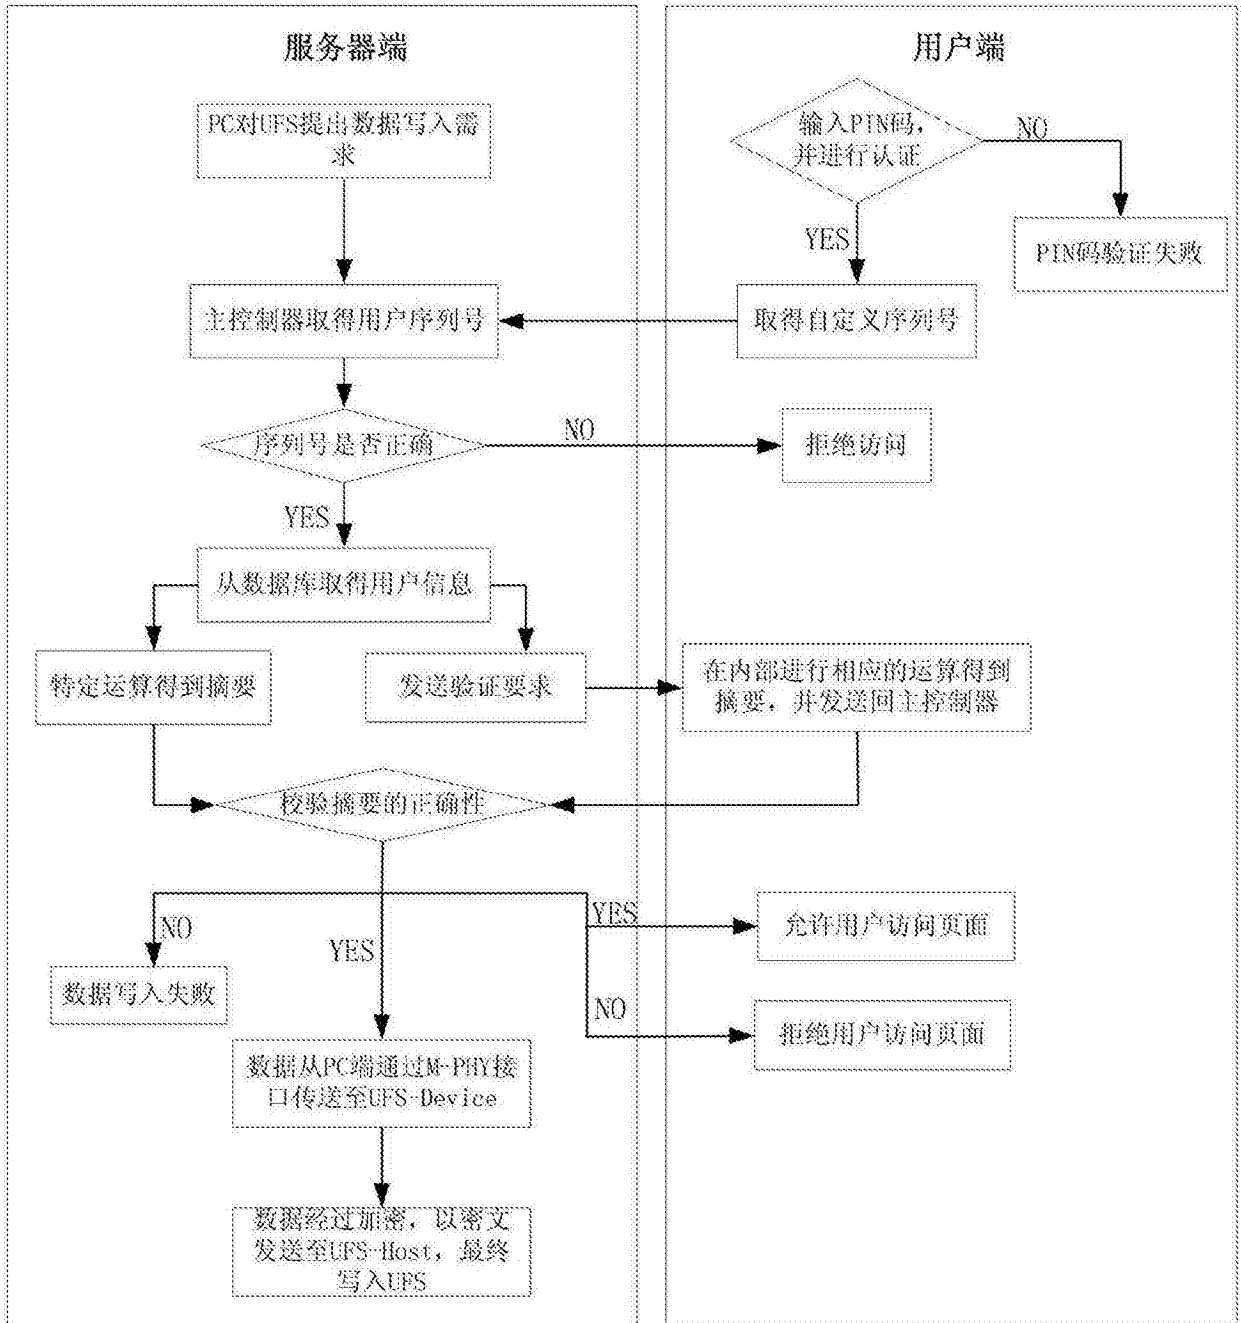 服务器端
PC对UFS提出数据写入需
求
主控制器取得用户序列号
序列号是否正确
NO
YES
从数据库取得用户信息
特定运算得到摘要
发送验证要求
校验摘要的正确性
NO
YES
数据写入失败
数据从PC端通过M-PHY接
口传送至UFS-Device
数据经过加密，以密文
发送至UFS-Host，最终
写入UFS
用户端
输入PIN码，
并进行认证
NO
YES
PIN码验证失败
取得自定义序列号
拒绝访问
在内部进行相应的运算得到
摘要，并发送回主控制器
YES
允许用户访问页面
NO
拒绝用户访问页面